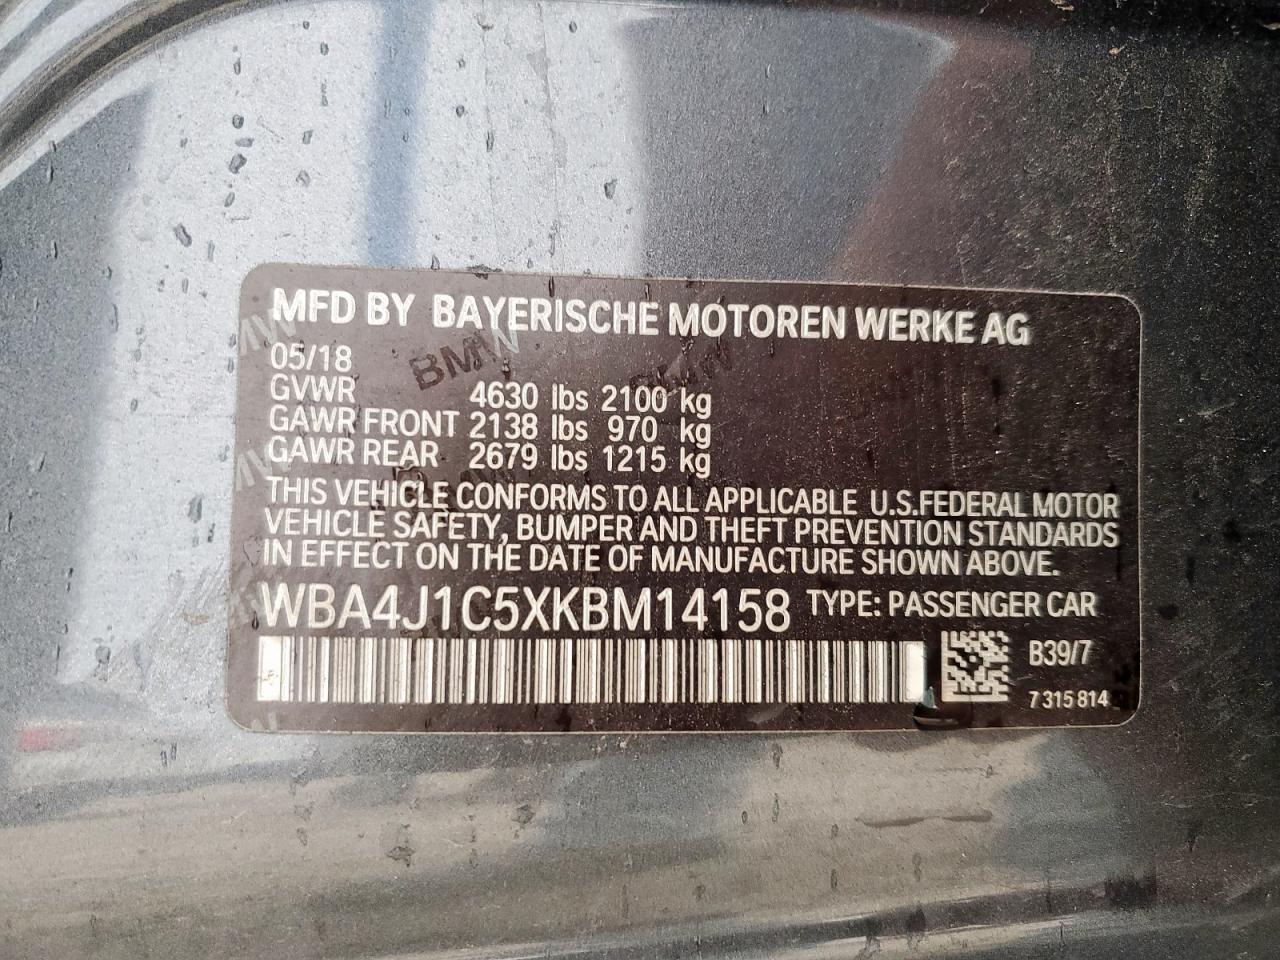 MFD BY BAYERISCHE MOTOREN WERKE AG
05/18
GVWR 4630 lbs 2100 kg
GAWR FRONT 2138 lbs 970 kg
GAWR REAR 2679 lbs 1215 kg
THIS VEHICLE CONFORMS TO ALL APPLICABLE U.S.FEDERAL MOTOR
VEHICLE SAFETY, BUMPER AND THEFT PREVENTION STANDARDS
IN EFFECT ON THE DATE OF MANUFACTURE SHOWN ABOVE.
WBA4J1C5XKBM14158 TYPE: PASSENGER CAR
B39/7
7 315 814
BMW